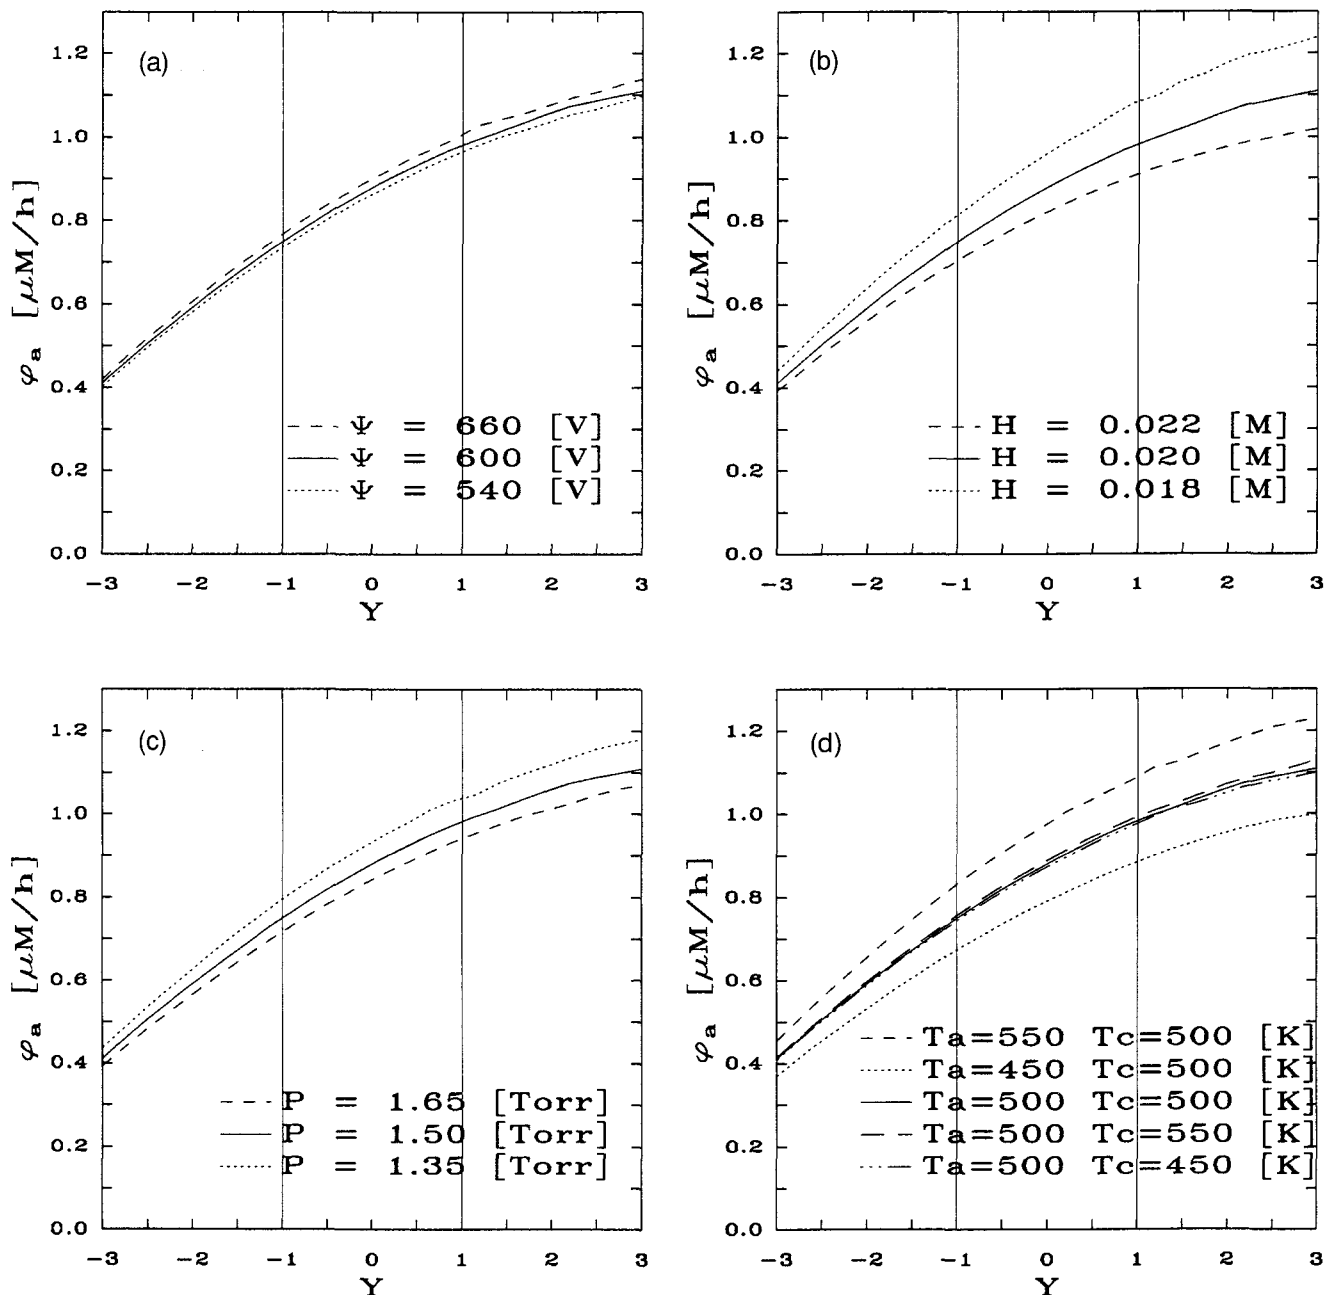 (a)
φa [μM/h]
1.2
1.0
0.8
0.6
0.4
0.2
0.0
Ψ = 660 [V]
Ψ = 600 [V]
Ψ = 540 [V]
−3 −2 −1 0 1 2 3
Y
(b)
φa [μM/h]
1.2
1.0
0.8
0.6
0.4
0.2
0.0
H = 0.022 [M]
H = 0.020 [M]
H = 0.018 [M]
−3 −2 −1 0 1 2 3
Y
(c)
φa [μM/h]
1.2
1.0
0.8
0.6
0.4
0.2
0.0
P = 1.65 [Torr]
P = 1.50 [Torr]
P = 1.35 [Torr]
−3 −2 −1 0 1 2 3
Y
(d)
φa [μM/h]
1.2
1.0
0.8
0.6
0.4
0.2
0.0
Ta=550 Tc=500 [K]
Ta=450 Tc=500 [K]
Ta=500 Tc=500 [K]
Ta=500 Tc=550 [K]
Ta=500 Tc=450 [K]
−3 −2 −1 0 1 2 3
Y